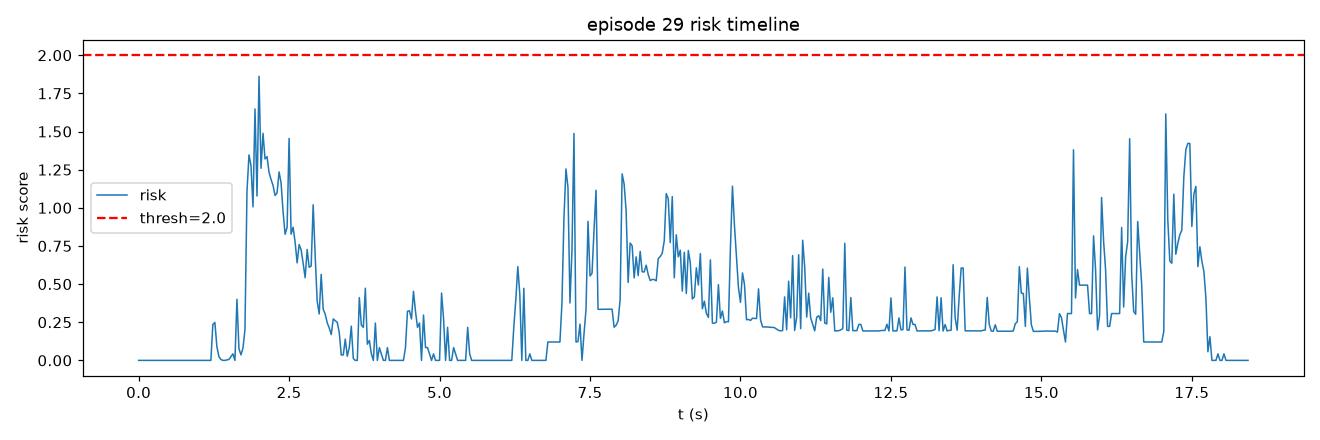 episode 29 risk timeline
risk score
2.00
1.75
1.50
1.25
1.00
0.75
0.50
0.25
0.00
risk
thresh=2.0
0.0 2.5 5.0 7.5 10.0 12.5 15.0 17.5
t (s)